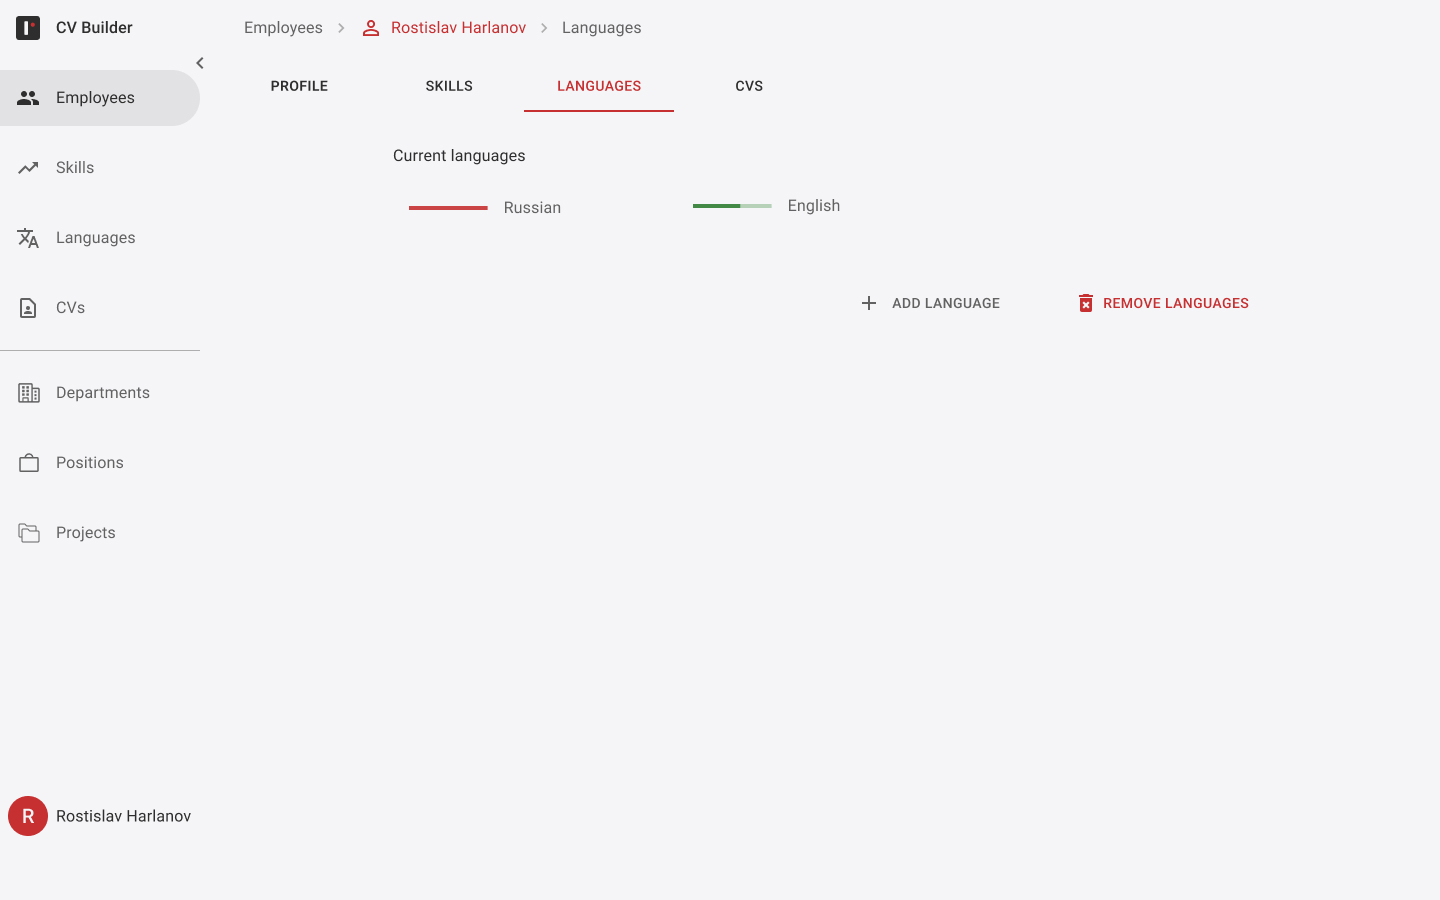 CV Builder
Employees
Skills
Languages
CVs
Departments
Positions
Projects
R
Rostislav Harlanov
Employees
Rostislav Harlanov
Languages
PROFILE
SKILLS
LANGUAGES
CVS
Current languages
Russian
English
ADD LANGUAGE
REMOVE LANGUAGES